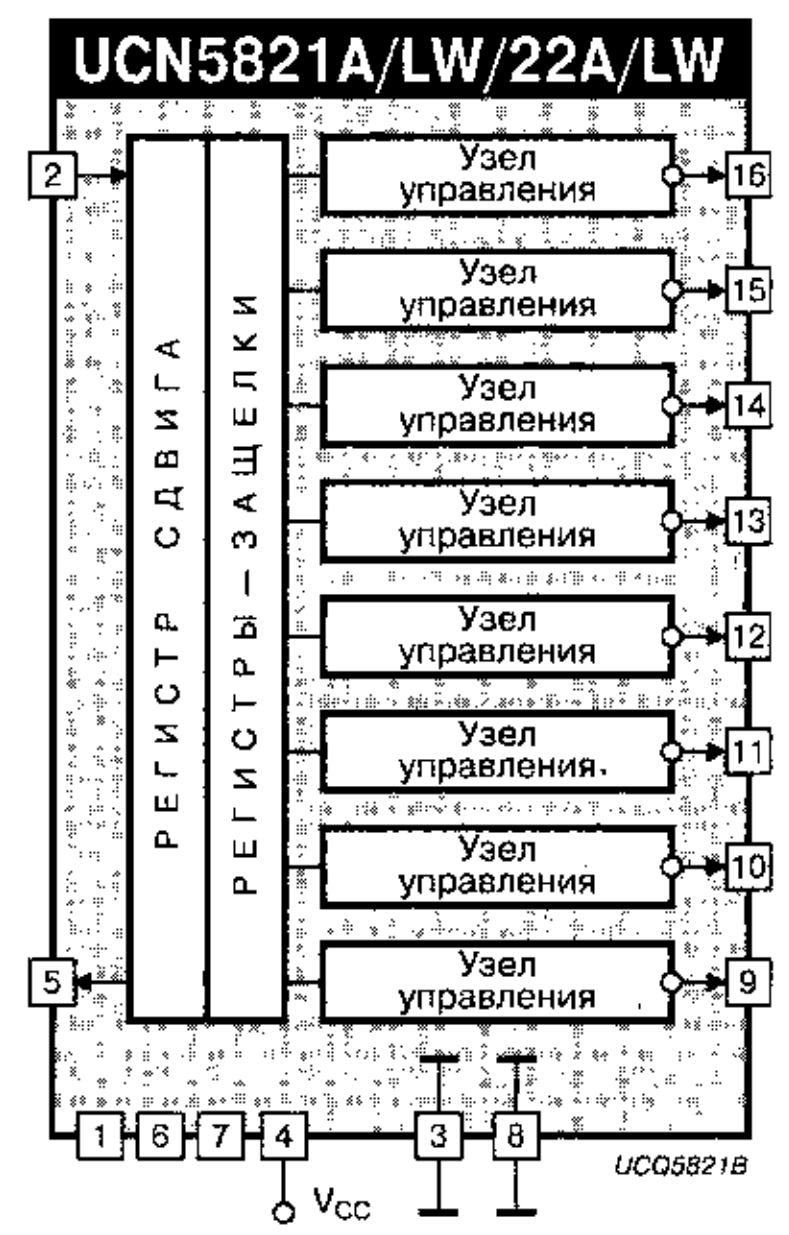 UCN5821A/LW/22A/LW
2
РЕГИСТР СДВИГА
РЕГИСТРЫ–ЗАЩЕЛКИ
Узел
управления
16
Узел
управления
15
Узел
управления
14
Узел
управления
13
Узел
управления
12
Узел
управления
11
Узел
управления
10
5
Узел
управления
9
1
6
7
4
3
8
UCQ5821B
VCC